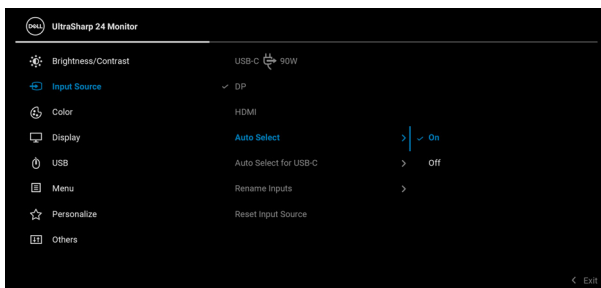 DELL UltraSharp 24 Monitor
Brightness/Contrast
Input Source
Color
Display
USB
Menu
Personalize
Others
USB-C 90W
DP
HDMI
Auto Select
Auto Select for USB-C
Rename Inputs
Reset Input Source
On
Off
Exit